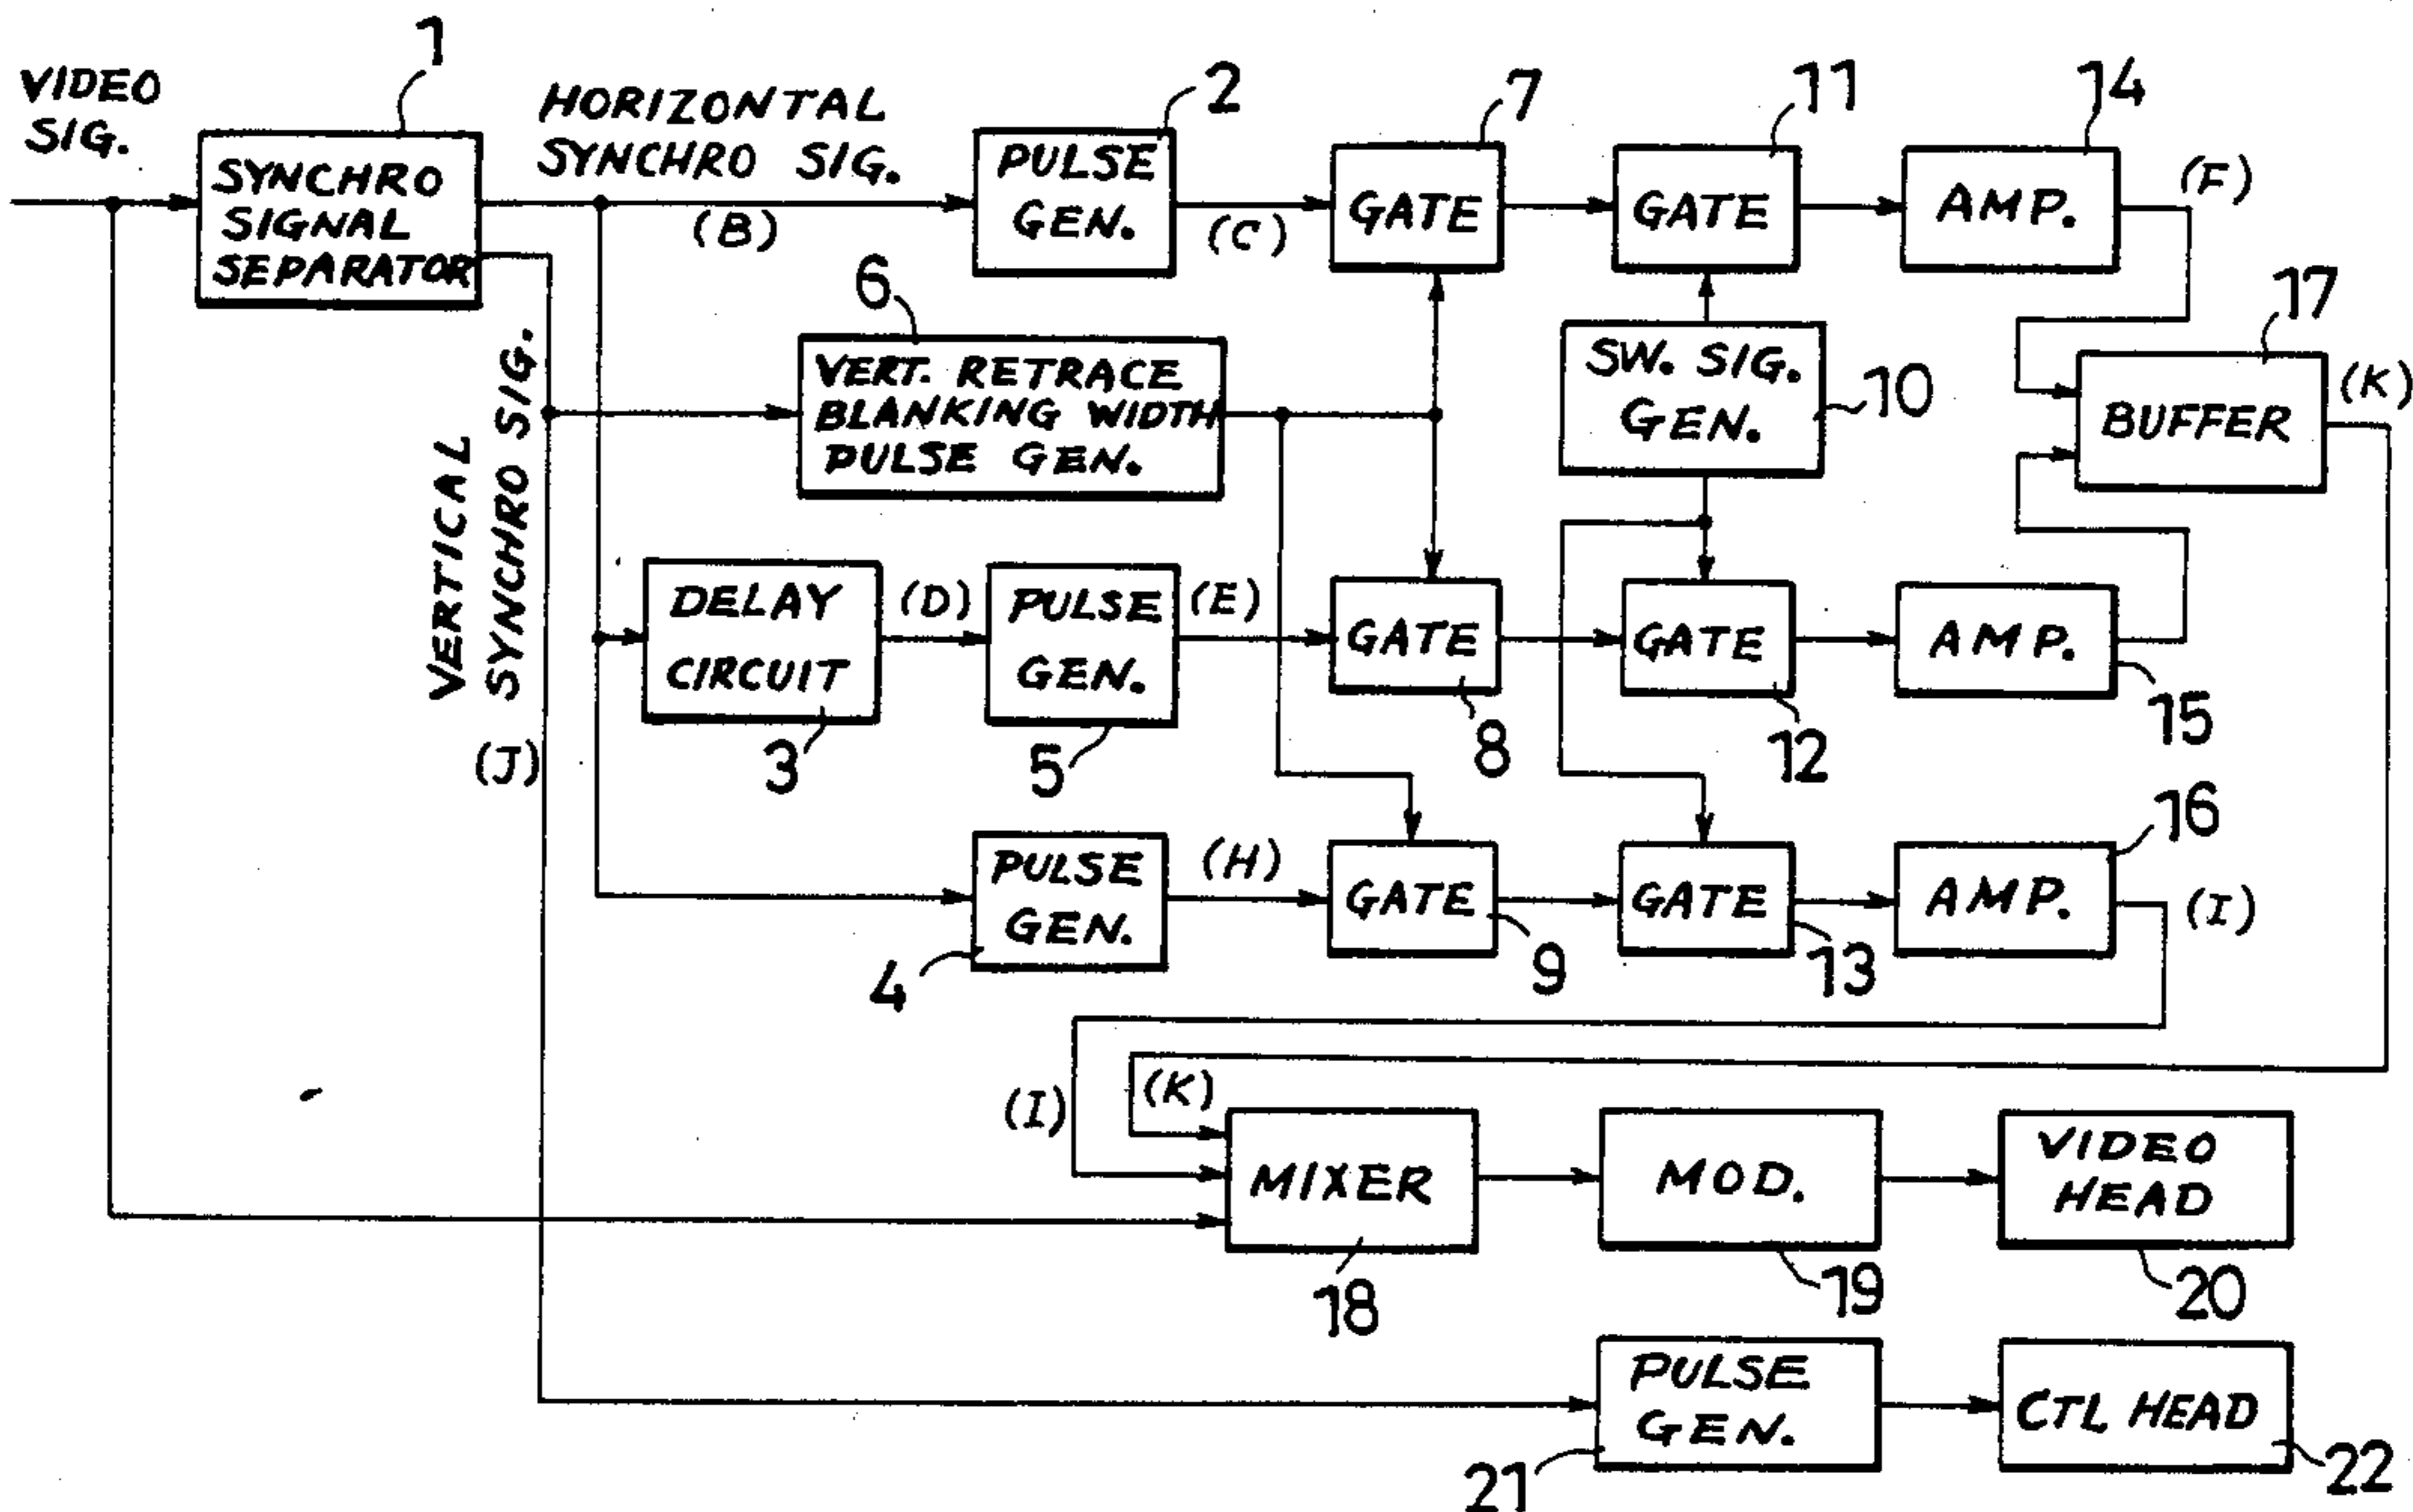 1
VIDEO
SIG.
SYNCHRO
SIGNAL
SEPARATOR
HORIZONTAL
SYNCHRO SIG.
(B)
2
PULSE
GEN.
(C)
7
GATE
11
GATE
14
AMP.
(F)
6
VERT. RETRACE
BLANKING WIDTH
PULSE GEN.
SW. SIG.
GEN.
10
17
BUFFER
(K)
VERTICAL
SYNCHRO SIG.
(J)
DELAY
CIRCUIT
3
(D)
PULSE
GEN.
5
(E)
GATE
8
GATE
12
AMP.
15
PULSE
GEN.
4
(H)
GATE
9
GATE
13
AMP.
16
(I)
(I)
(K)
MIXER
18
MOD.
19
VIDEO
HEAD
20
PULSE
GEN.
21
CTL HEAD
22